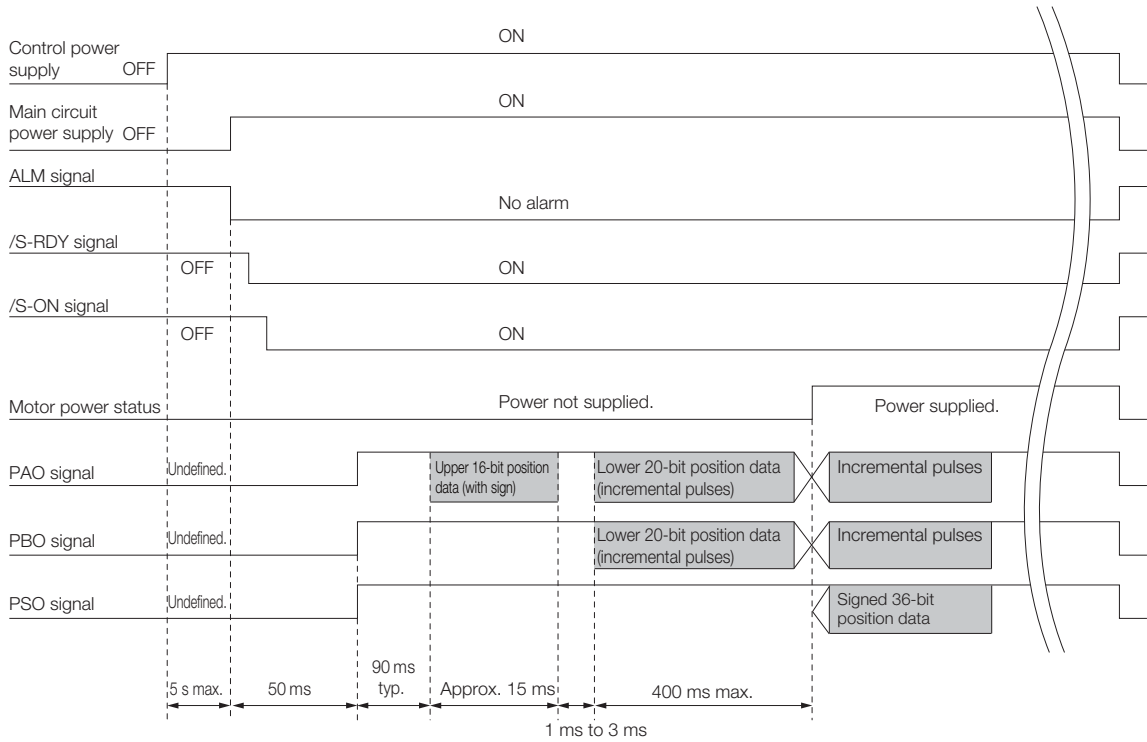 ON
Control power
supply OFF
ON
Main circuit
power supply OFF
ALM signal
No alarm
/S-RDY signal
OFF
ON
/S-ON signal
OFF
ON
Motor power status
Power not supplied.
Power supplied.
PAO signal
Undefined.
Upper 16-bit position
data (with sign)
Lower 20-bit position data
(incremental pulses)
Incremental pulses
PBO signal
Undefined.
Lower 20-bit position data
(incremental pulses)
Incremental pulses
PSO signal
Undefined.
Signed 36-bit
position data
5 s max.
50 ms
90 ms
typ.
Approx. 15 ms
1 ms to 3 ms
400 ms max.